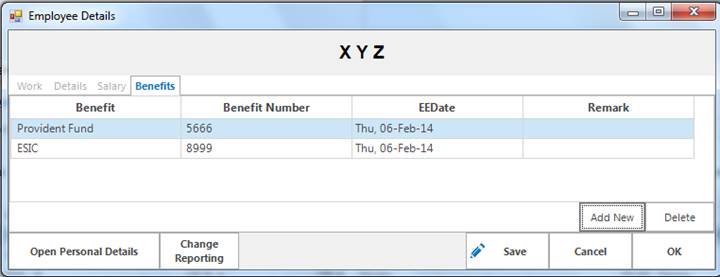 Employee Details
X Y Z
Work Details Salary Benefits
Benefit Benefit Number EEDate Remark
Provident Fund 5666 Thu, 06-Feb-14
ESIC 8999 Thu, 06-Feb-14
Add New Delete
Open Personal Details Change Reporting Save Cancel OK